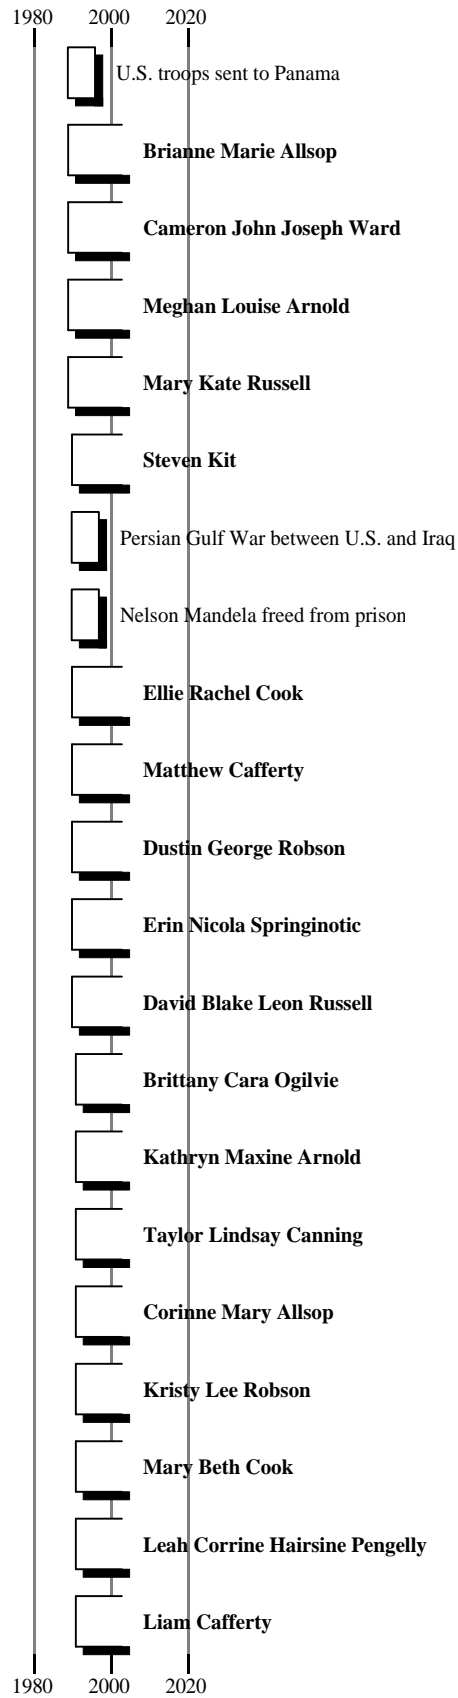 1980 2000 2020
U.S. troops sent to Panama
Brianne Marie Allsop
Cameron John Joseph Ward
Meghan Louise Arnold
Mary Kate Russell
Steven Kit
Persian Gulf War between U.S. and Iraq
Nelson Mandela freed from prison
Ellie Rachel Cook
Matthew Cafferty
Dustin George Robson
Erin Nicola Springinotic
David Blake Leon Russell
Brittany Cara Ogilvie
Kathryn Maxine Arnold
Taylor Lindsay Canning
Corinne Mary Allsop
Kristy Lee Robson
Mary Beth Cook
Leah Corrine Hairsine Pengelly
Liam Cafferty
1980 2000 2020